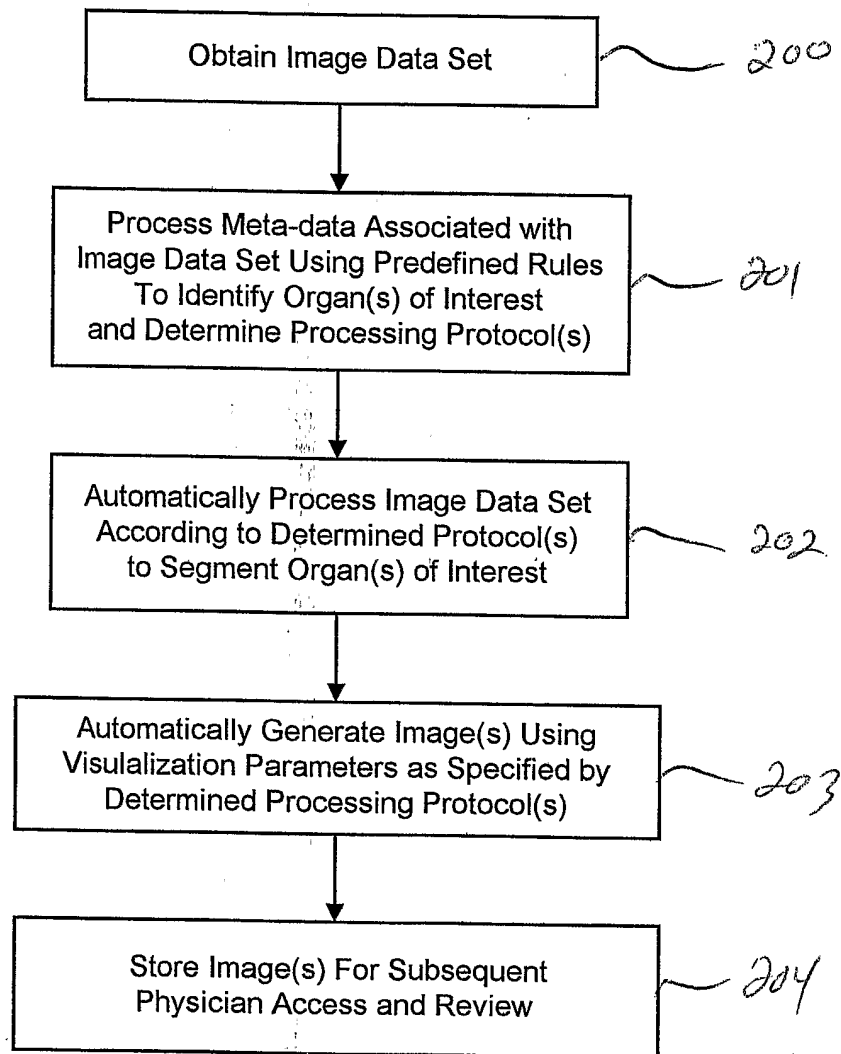 Obtain Image Data Set
200
Process Meta-data Associated with
Image Data Set Using Predefined Rules
To Identify Organ(s) of Interest
and Determine Processing Protocol(s)
201
Automatically Process Image Data Set
According to Determined Protocol(s)
to Segment Organ(s) of Interest
202
Automatically Generate Image(s) Using
Visulalization Parameters as Specified by
Determined Processing Protocol(s)
203
Store Image(s) For Subsequent
Physician Access and Review
204